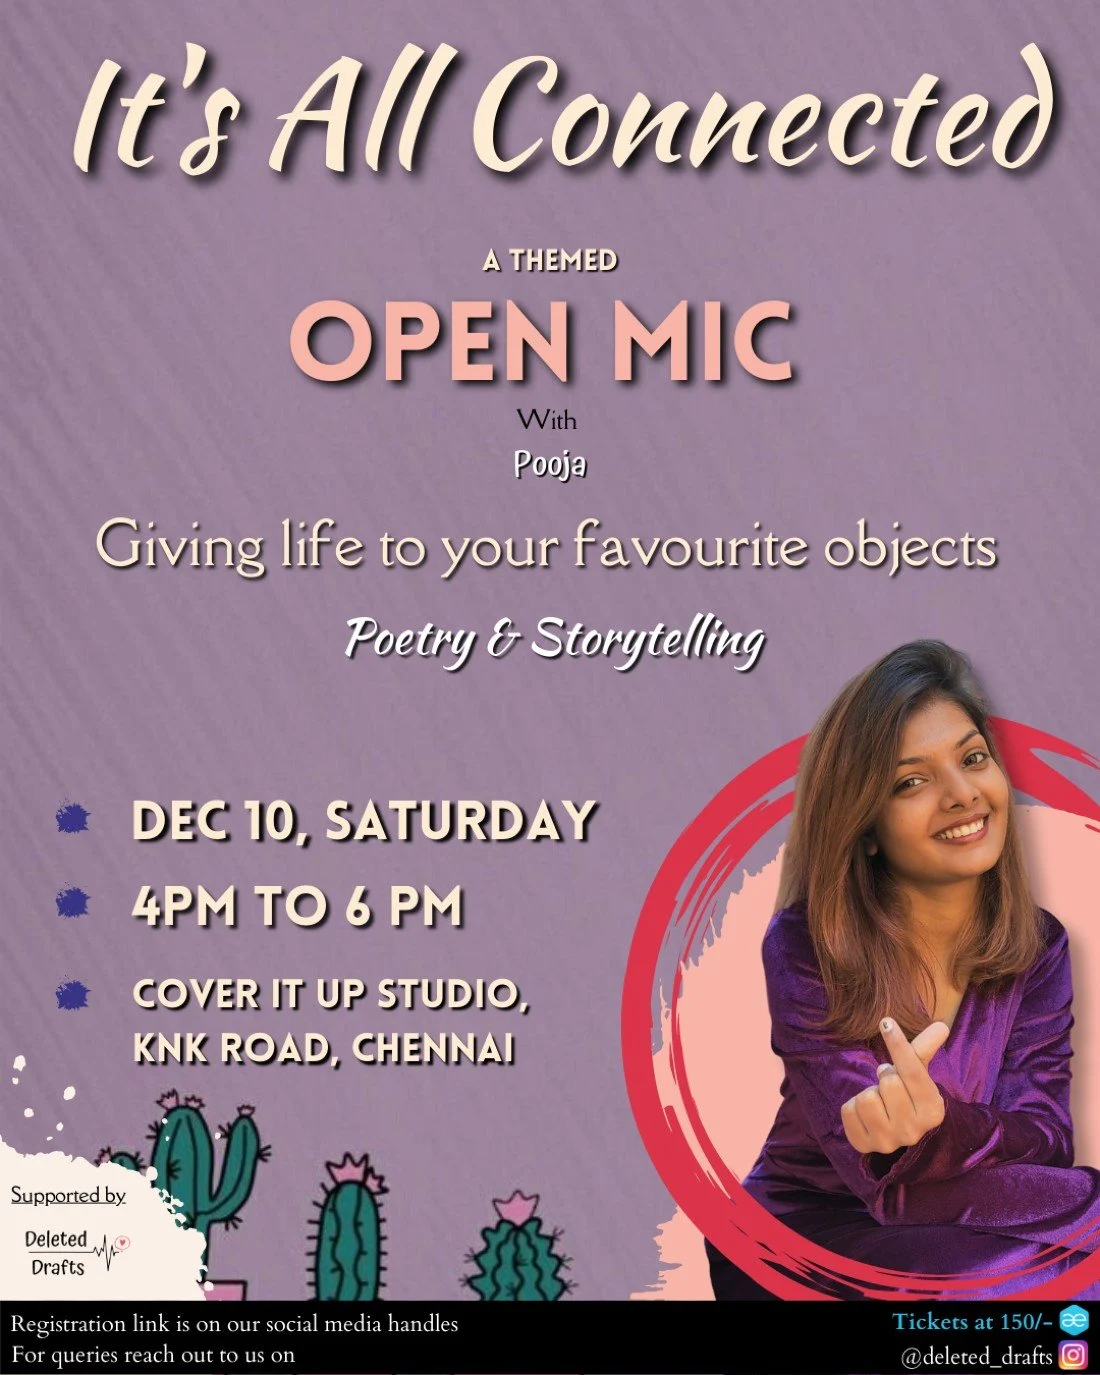 It's All Connected
A THEMED
OPEN MIC
With
Pooja
Giving life to your favourite objects
Poetry & Storytelling
DEC 10, SATURDAY
4PM TO 6 PM
COVER IT UP STUDIO,
KNK ROAD, CHENNAI
Supported by
Deleted
Drafts
Registration link is on our social media handles
For queries reach out to us on
Tickets at 150/- ae
@deleted_drafts